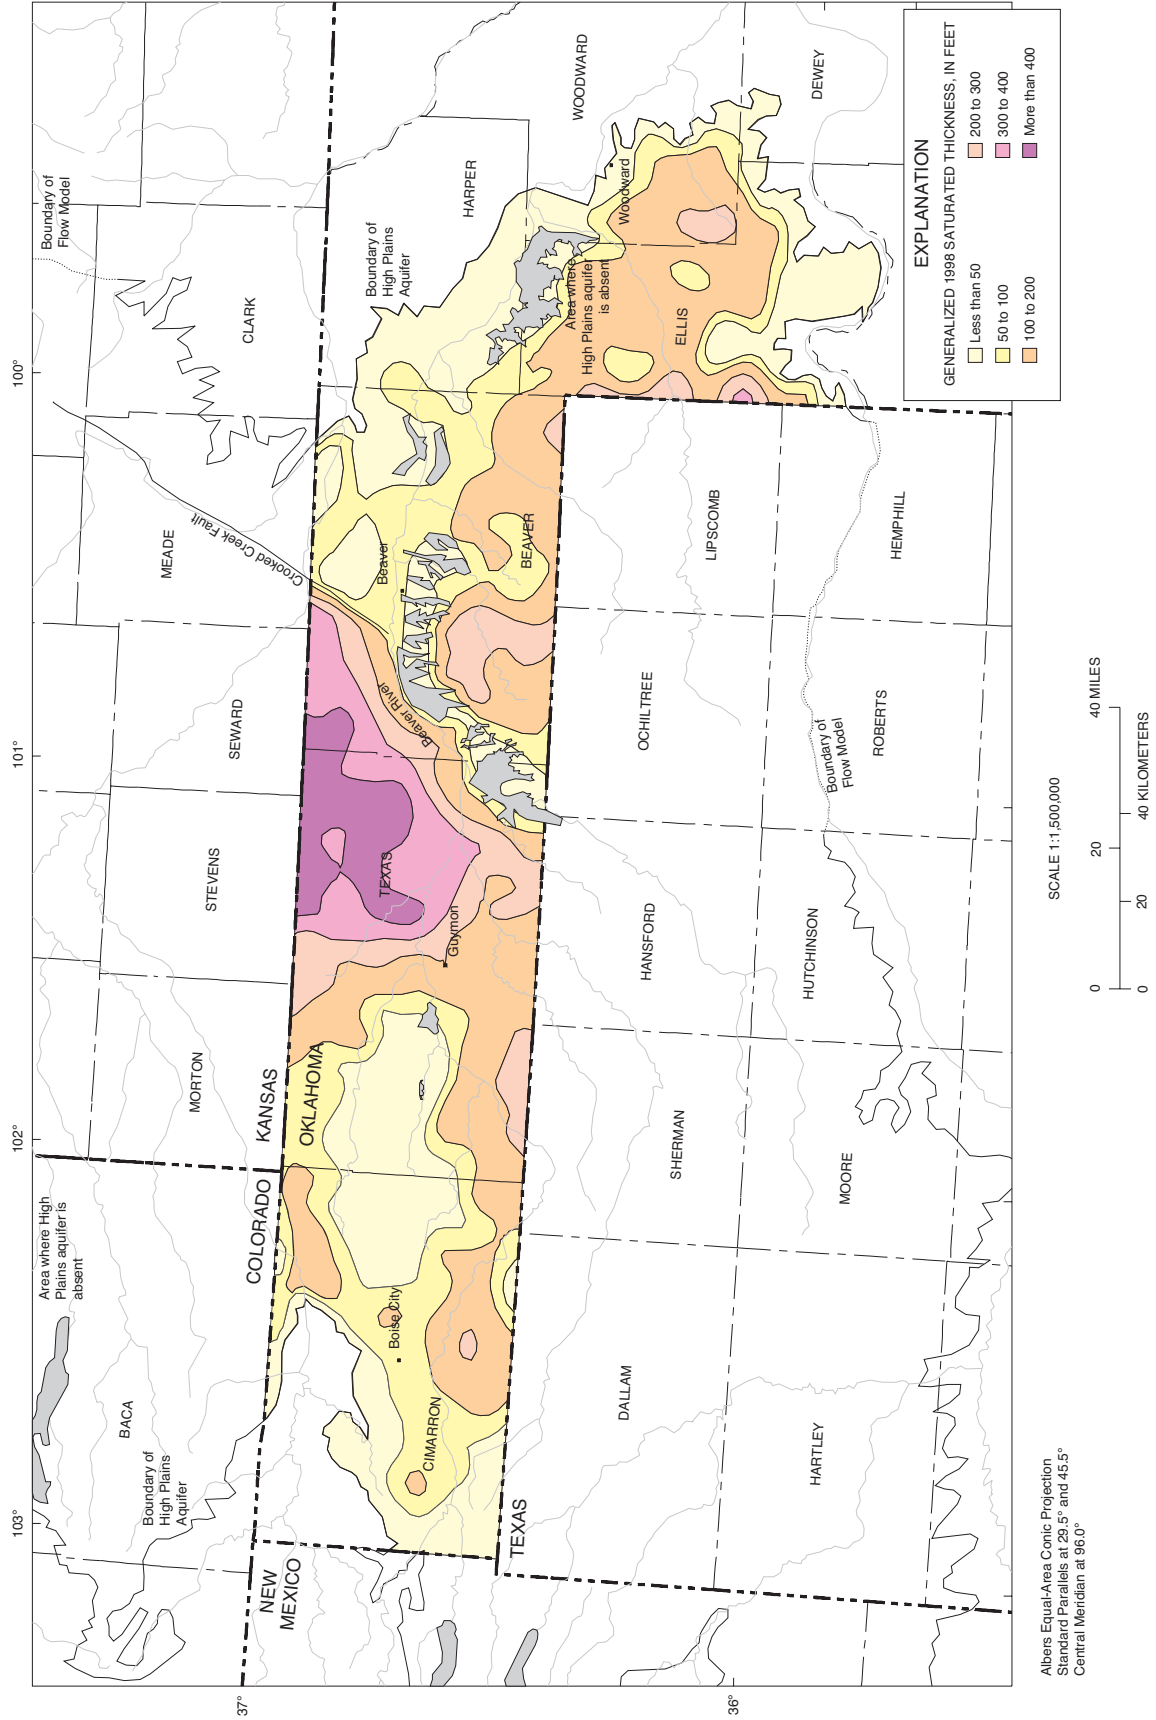 103°
102°
101°
100°
37°
36°
Area where High
Plains aquifer is
absent
Boundary of
Flow Model
BACA
Boundary of
High Plains
Aquifer
MORTON
STEVENS
SEWARD
MEADE
CLARK
Crooked Creek Fault
COLORADO
KANSAS
OKLAHOMA
NEW
MEXICO
TEXAS
Boundary of
High Plains
Aquifer
HARPER
WOODWARD
DEWEY
CIMARRON
Boise City
TEXAS
Guymon
Beaver River
Beaver
BEAVER
Area where
High Plains aquifer
is absent
Woodward
ELLIS
DALLAM
SHERMAN
HANSFORD
OCHILTREE
LIPSCOMB
HARTLEY
MOORE
HUTCHINSON
ROBERTS
HEMPHILL
Boundary of
Flow Model
EXPLANATION
GENERALIZED 1998 SATURATED THICKNESS, IN FEET
Less than 50
50 to 100
100 to 200
200 to 300
300 to 400
More than 400
SCALE 1:1,500,000
0 20 40 MILES
0 20 40 KILOMETERS
Albers Equal-Area Conic Projection
Standard Parallels at 29.5° and 45.5°
Central Meridian at 96.0°